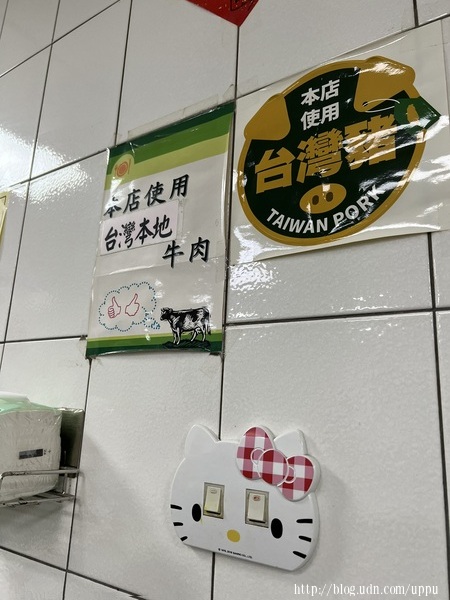 本店
使用
台灣豬
TAIWAN PORK
本店使用
台灣本地
牛肉
http://blog.udn.com/uppu